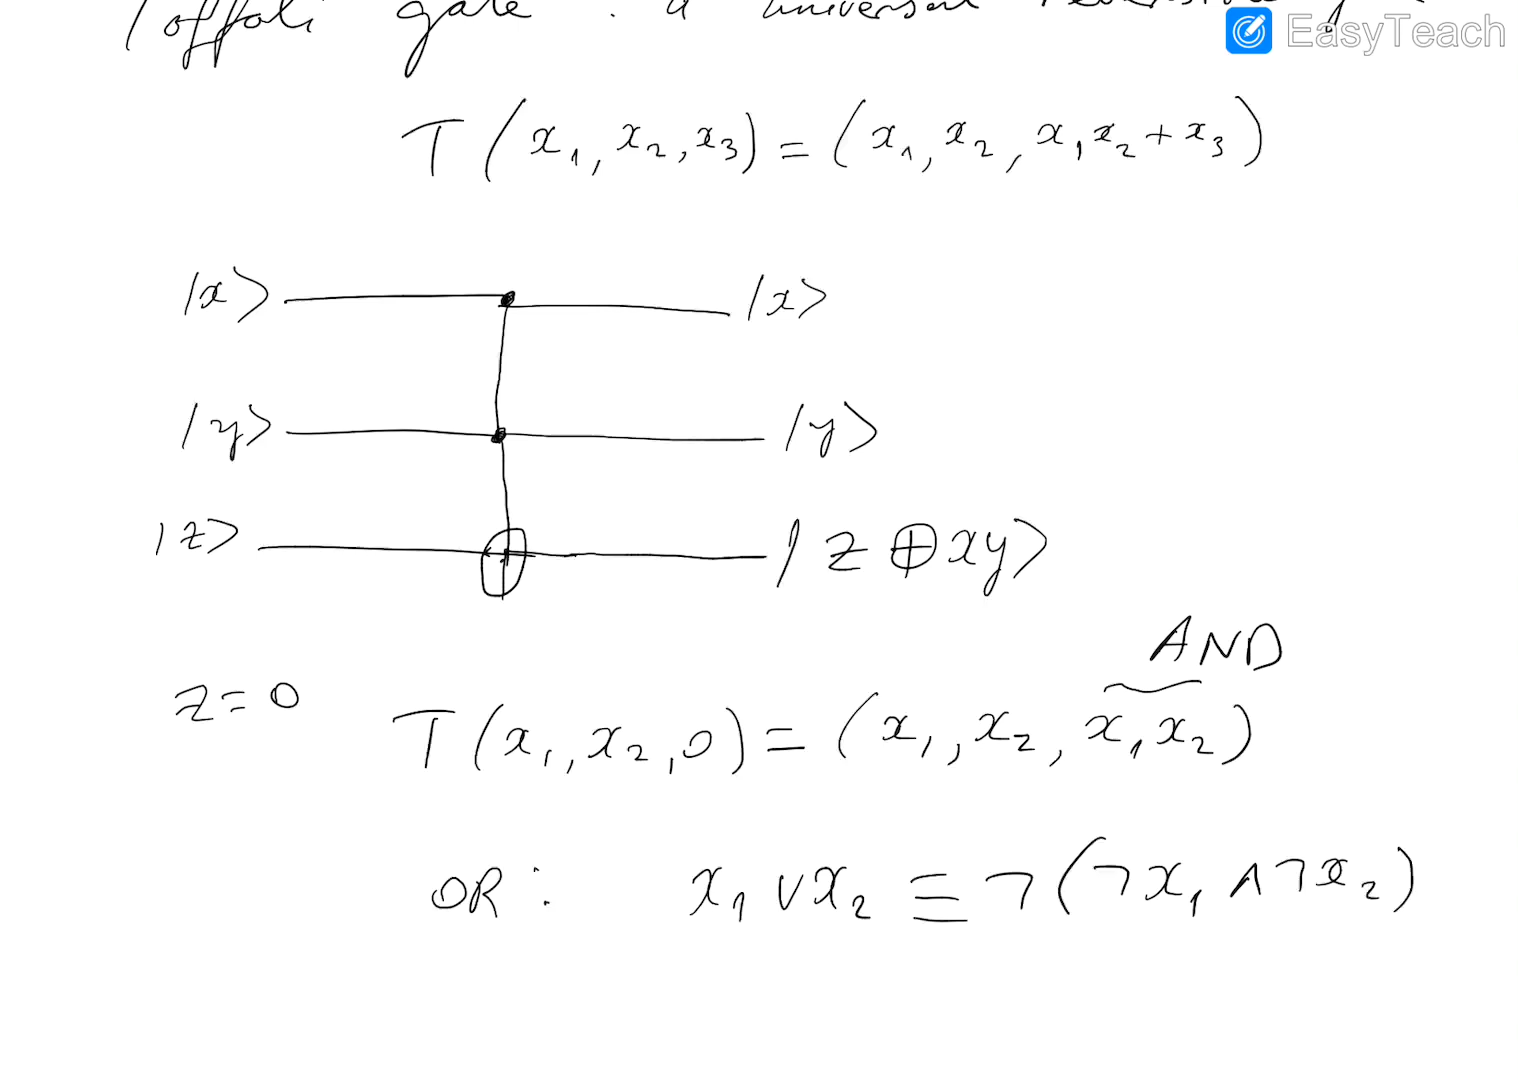 Toffoli gate : a universal
EasyTeach
T(x₁, x₂, x₃) = (x₁, x₂, x₁x₂ + x₃)
|x⟩ |x⟩
|y⟩ |y⟩
|z⟩ |z ⊕ xy⟩
AND
z = 0 T(x₁, x₂, 0) = (x₁, x₂, x₁x₂)
OR : x₁ ∨ x₂ ≡ ¬(¬x₁ ∧ ¬x₂)